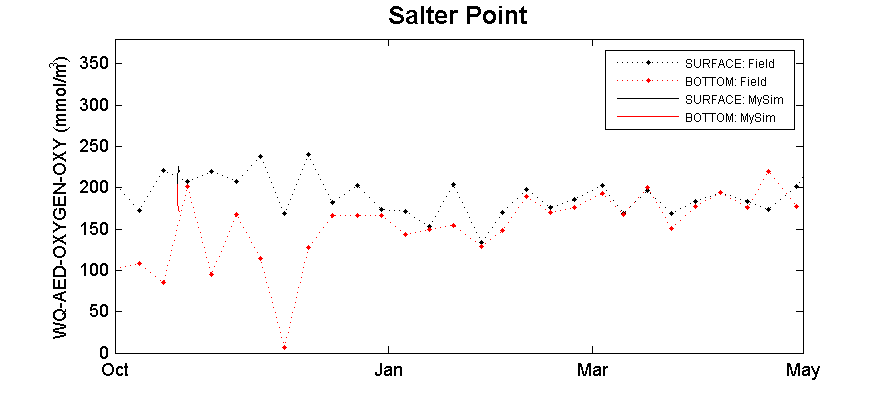 Salter Point
WQ-AED-OXYGEN-OXY (mmol/m³)
350
300
250
200
150
100
50
0
Oct
Jan
Mar
May
SURFACE: Field
BOTTOM: Field
SURFACE: MySim
BOTTOM: MySim